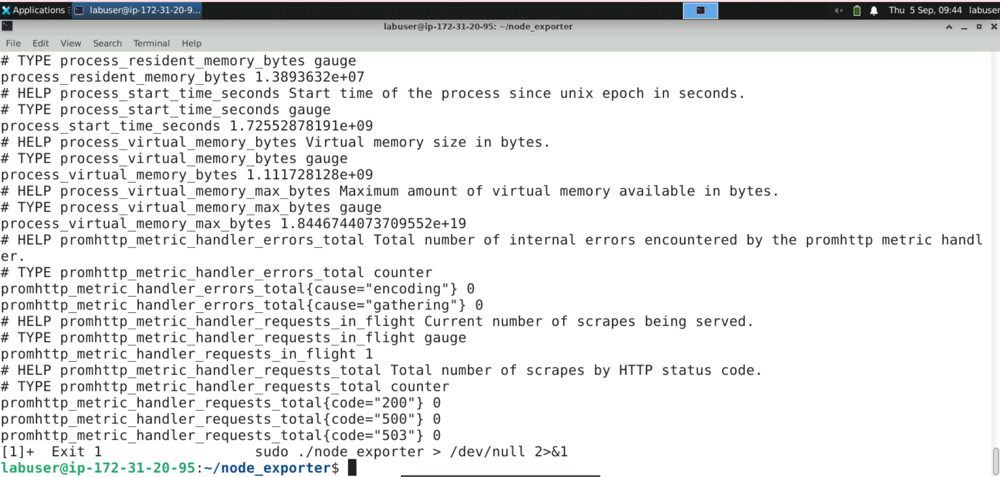 Applications
labuser@ip-172-31-20-9...
Thu 5 Sep, 09:44 labuser
labuser@ip-172-31-20-95: ~/node_exporter
File Edit View Search Terminal Help
# TYPE process_resident_memory_bytes gauge
process_resident_memory_bytes 1.3893632e+07
# HELP process_start_time_seconds Start time of the process since unix epoch in seconds.
# TYPE process_start_time_seconds gauge
process_start_time_seconds 1.72552878191e+09
# HELP process_virtual_memory_bytes Virtual memory size in bytes.
# TYPE process_virtual_memory_bytes gauge
process_virtual_memory_bytes 1.111728128e+09
# HELP process_virtual_memory_max_bytes Maximum amount of virtual memory available in bytes.
# TYPE process_virtual_memory_max_bytes gauge
process_virtual_memory_max_bytes 1.8446744073709552e+19
# HELP promhttp_metric_handler_errors_total Total number of internal errors encountered by the promhttp metric handl
er.
# TYPE promhttp_metric_handler_errors_total counter
promhttp_metric_handler_errors_total{cause="encoding"} 0
promhttp_metric_handler_errors_total{cause="gathering"} 0
# HELP promhttp_metric_handler_requests_in_flight Current number of scrapes being served.
# TYPE promhttp_metric_handler_requests_in_flight gauge
promhttp_metric_handler_requests_in_flight 1
# HELP promhttp_metric_handler_requests_total Total number of scrapes by HTTP status code.
# TYPE promhttp_metric_handler_requests_total counter
promhttp_metric_handler_requests_total{code="200"} 0
promhttp_metric_handler_requests_total{code="500"} 0
promhttp_metric_handler_requests_total{code="503"} 0
[1]+  Exit 1                  sudo ./node_exporter > /dev/null 2>&1
labuser@ip-172-31-20-95:~/node_exporter$